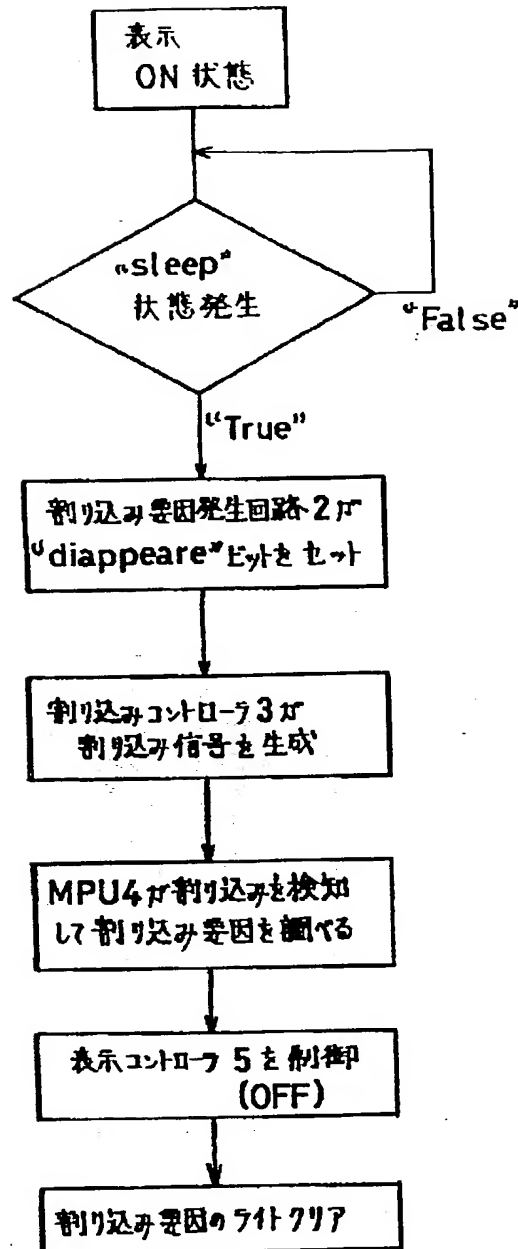 表示
ON 状態
“sleep”
状態発生
“False”
“True”
割り込み要因発生回路2が
“diappeare”ビットをセット
割り込みコントローラ3が
割り込み信号を生成
MPU4が割り込みを検知
して割り込み要因を調べる
表示コントローラ5を制御
(OFF)
割り込み要因のライトクリア